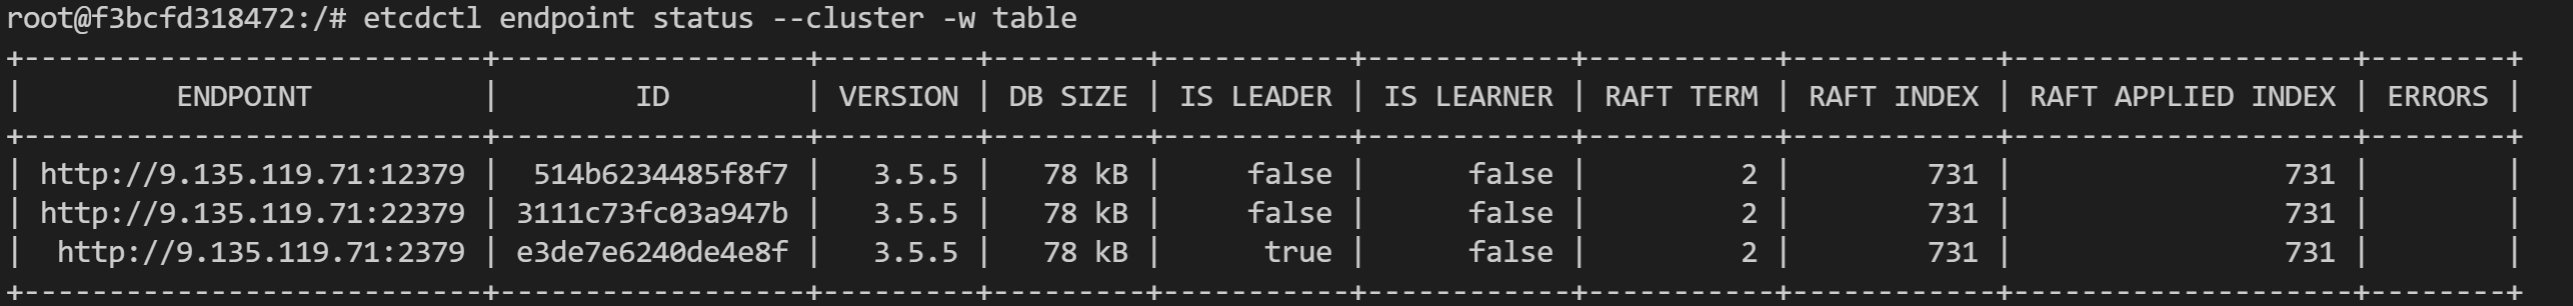 root@f3bcfd318472:/# etcdctl endpoint status --cluster -w table
+---------------------------+------------------+---------+---------+-----------+------------+-----------+------------+--------------------+--------+
|         ENDPOINT          |        ID        | VERSION | DB SIZE | IS LEADER | IS LEARNER | RAFT TERM | RAFT INDEX | RAFT APPLIED INDEX | ERRORS |
+---------------------------+------------------+---------+---------+-----------+------------+-----------+------------+--------------------+--------+
| http://9.135.119.71:12379 |  514b6234485f8f7 |   3.5.5 |   78 kB |     false |      false |         2 |        731 |                731 |        |
| http://9.135.119.71:22379 | 3111c73fc03a947b |   3.5.5 |   78 kB |     false |      false |         2 |        731 |                731 |        |
|  http://9.135.119.71:2379 | e3de7e6240de4e8f |   3.5.5 |   78 kB |      true |      false |         2 |        731 |                731 |        |
+---------------------------+------------------+---------+---------+-----------+------------+-----------+------------+--------------------+--------+